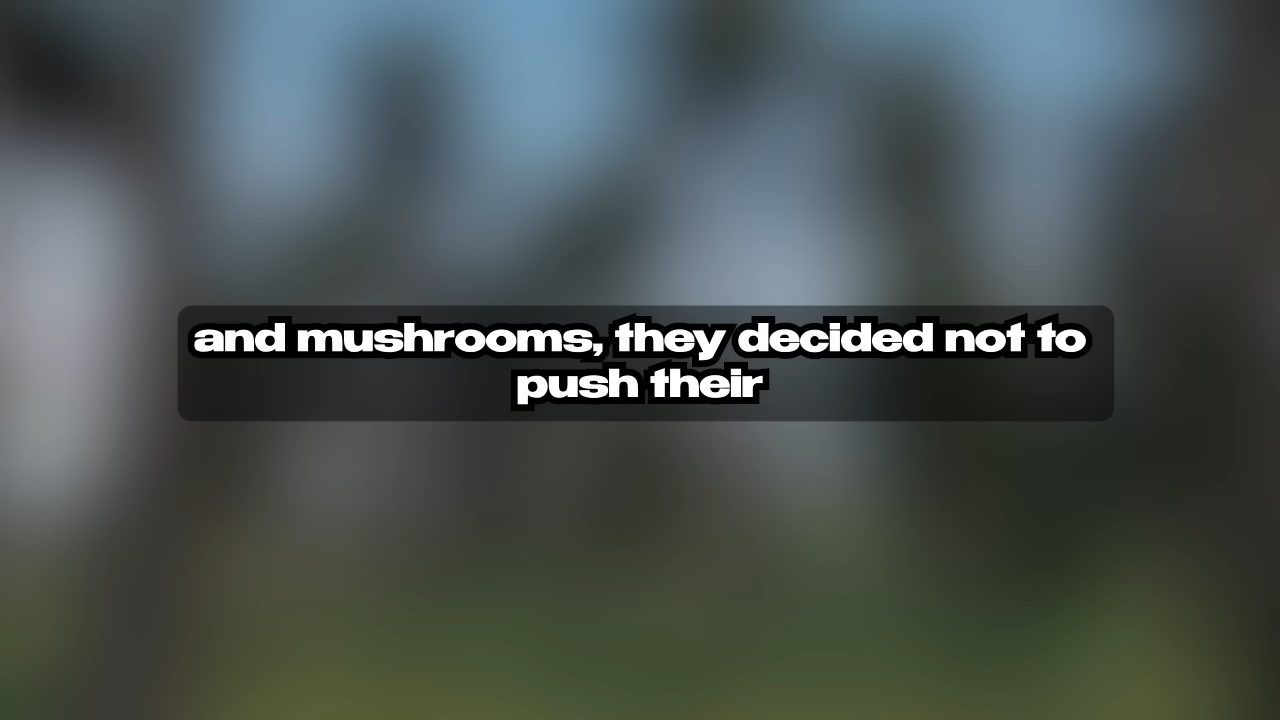 and mushrooms, they decided not to
push their